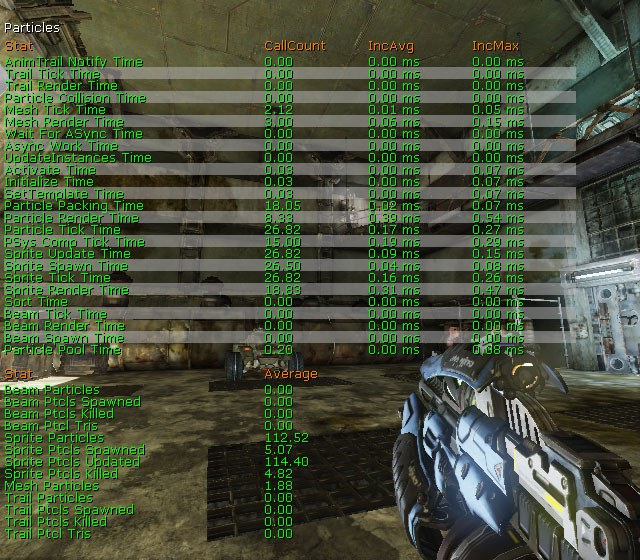 Particles
Stat CallCount IncAvg IncMax
AnimTrail Notify Time 0.00 0.00 ms 0.00 ms
Trail Tick Time 0.00 0.00 ms 0.00 ms
Trail Render Time 0.00 0.00 ms 0.00 ms
Particle Collision Time 0.00 0.00 ms 0.00 ms
Mesh Tick Time 2.12 0.01 ms 0.05 ms
Mesh Render Time 0.06 ms 0.15 ms
Wait For ASync Time 0.00 0.00 ms 0.00 ms
Async Work Time 0.00 0.00 ms 0.00 ms
UpdateInstances Time 0.00 0.00 ms 0.00 ms
Activate Time 0.03 0.00 ms 0.07 ms
Initialize Time 0.03 0.00 ms 0.07 ms
SetTemplate Time 0.03 0.00 ms 0.00 ms
Particle Packing Time 18.05 0.02 ms 0.07 ms
Particle Render Time 8.33 0.39 ms 0.54 ms
Particle Tick Time 26.82 0.17 ms 0.27 ms
PSys Comp Tick Time 15.00 0.19 ms 0.29 ms
Sprite Update Time 26.82 0.09 ms 0.15 ms
Sprite Spawn Time 26.50 0.04 ms 0.08 ms
Sprite Tick Time 26.82 0.16 ms 0.26 ms
Sprite Render Time 18.83 0.31 ms 0.47 ms
Sort Time 0.00 0.00 ms 0.00 ms
Beam Tick Time 0.00 0.00 ms 0.00 ms
Beam Render Time 0.00 0.00 ms 0.00 ms
Beam Spawn Time 0.00 0.00 ms 0.00 ms
Particle Pool Time 0.20 0.00 ms ms
Stat Average
Beam Particles 0.00
Beam Ptcls Spawned 0.00
Beam Ptcls Killed 0.00
Beam Ptcl Tris 0.00
Sprite Particles 112.52
Sprite Ptcls Spawned 5.07
Sprite Ptcls Updated 114.40
Sprite Ptcls Killed 4.82
Mesh Particles 1.88
Trail Particles 0.00
Trail Ptcls Spawned 0.00
Trail Ptcls Killed 0.00
Trail Ptcl Tris 0.00